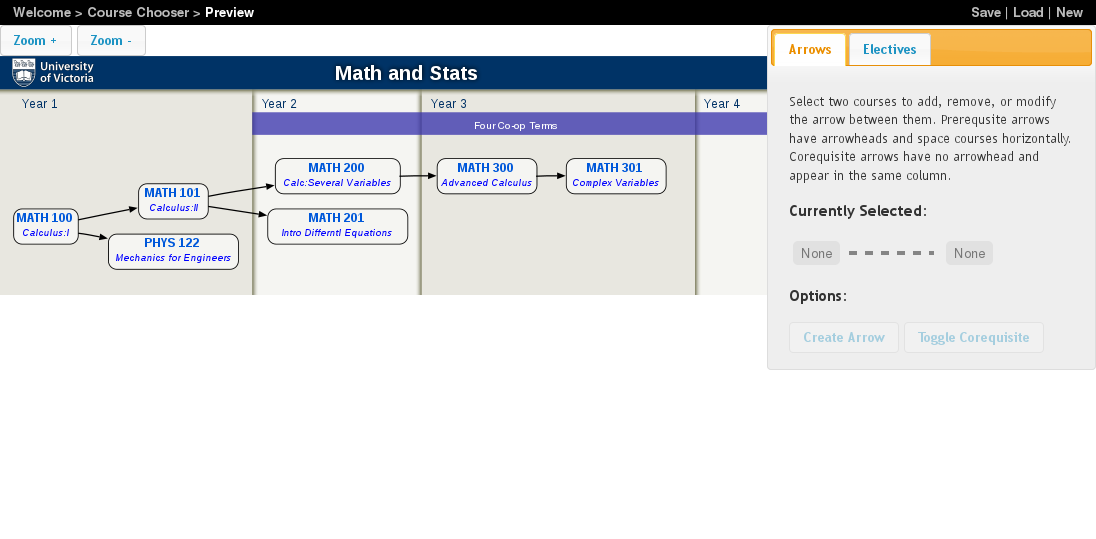 Welcome > Course Chooser > Preview
Save | Load | New
Zoom +
Zoom -
University
of Victoria
Math and Stats
Year 1
Year 2
Year 3
Year 4
Four Co-op Terms
MATH 100
Calculus:I
MATH 101
Calculus:II
PHYS 122
Mechanics for Engineers
MATH 200
Calc:Several Variables
MATH 201
Intro Differntl Equations
MATH 300
Advanced Calculus
MATH 301
Complex Variables
Arrows
Electives
Select two courses to add, remove, or modify
the arrow between them. Prerequsite arrows
have arrowheads and space courses horizontally.
Corequisite arrows have no arrowhead and
appear in the same column.
Currently Selected:
None
None
Options:
Create Arrow
Toggle Corequisite